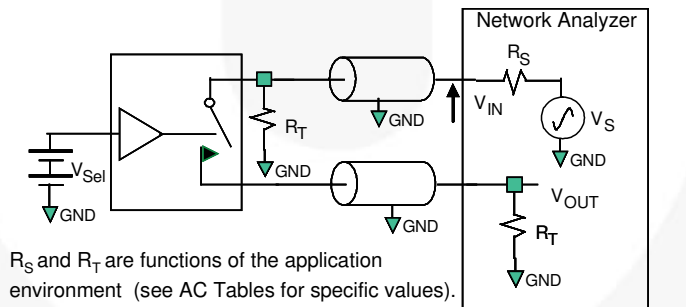 Network Analyzer
R_S
V_IN
V_S
GND
GND
R_T
GND
V_Sel
GND
GND
V_OUT
R_T
GND
R_S and R_T are functions of the application
environment (see AC Tables for specific values).